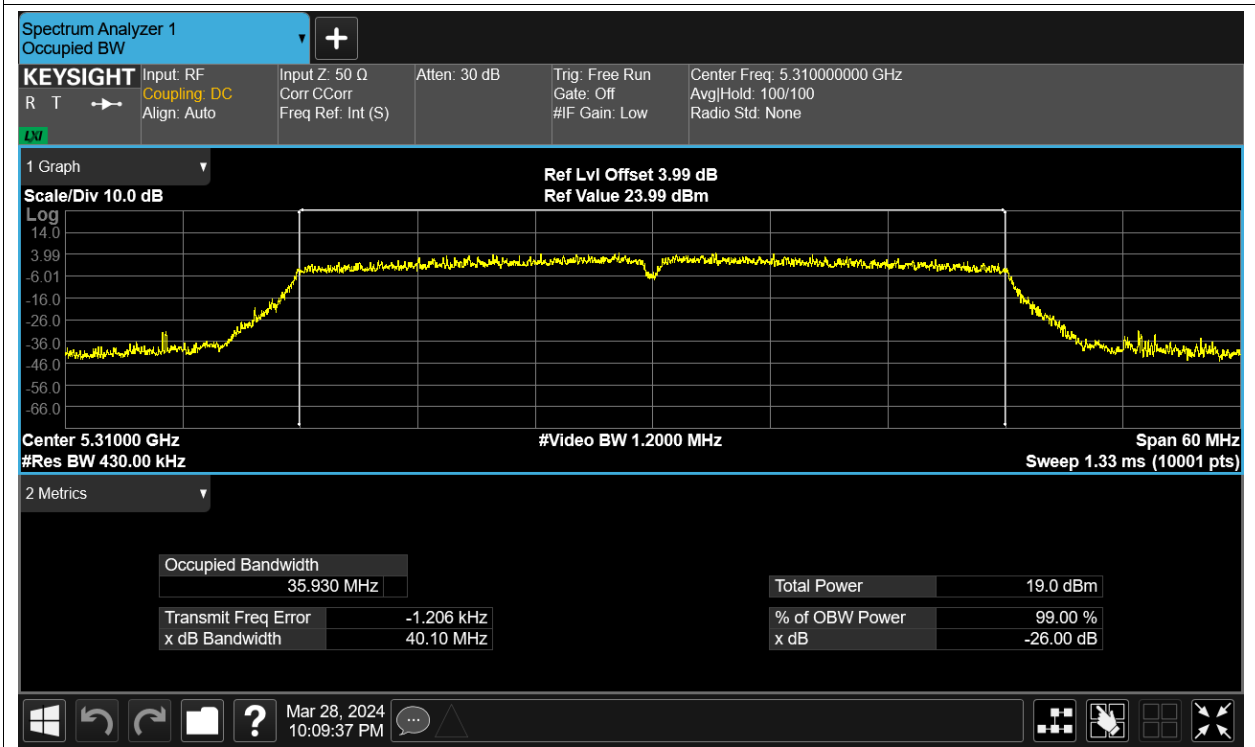 Spectrum Analyzer 1
Occupied BW
+
KEYSIGHT
R T
LXI
Input: RF
Coupling: DC
Align: Auto
Input Z: 50 Ω
Corr CCorr
Freq Ref: Int (S)
Atten: 30 dB
Trig: Free Run
Gate: Off
#IF Gain: Low
Center Freq: 5.310000000 GHz
Avg|Hold: 100/100
Radio Std: None
1 Graph
Scale/Div 10.0 dB
Ref Lvl Offset 3.99 dB
Ref Value 23.99 dBm
Log
14.0
3.99
-6.01
-16.0
-26.0
-36.0
-46.0
-56.0
-66.0
Center 5.31000 GHz
#Video BW 1.2000 MHz
Span 60 MHz
#Res BW 430.00 kHz
Sweep 1.33 ms (10001 pts)
2 Metrics
Occupied Bandwidth
35.930 MHz
Total Power 19.0 dBm
Transmit Freq Error -1.206 kHz
% of OBW Power 99.00 %
x dB Bandwidth 40.10 MHz
x dB -26.00 dB
?
Mar 28, 2024
10:09:37 PM